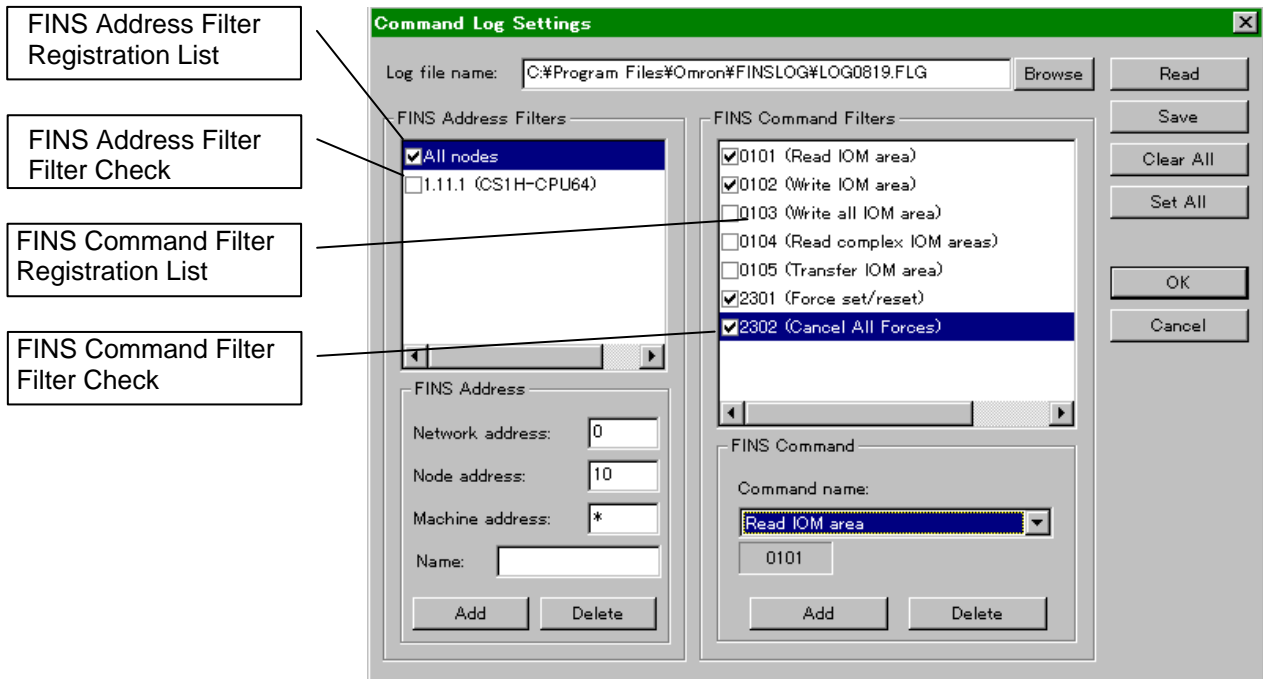 FINS Address Filter
Registration List
FINS Address Filter
Filter Check
FINS Command Filter
Registration List
FINS Command Filter
Filter Check
Command Log Settings
Log file name: C:¥Program Files¥Omron¥FINSLOG¥LOG0819.FLG Browse
Read
Save
Clear All
Set All
OK
Cancel
FINS Address Filters
All nodes
1.11.1 (CS1H-CPU64)
FINS Address
Network address: 0
Node address: 10
Machine address: *
Name:
Add Delete
FINS Command Filters
0101 (Read IOM area)
0102 (Write IOM area)
0103 (Write all IOM area)
0104 (Read complex IOM areas)
0105 (Transfer IOM area)
2301 (Force set/reset)
2302 (Cancel All Forces)
FINS Command
Command name:
Read IOM area
0101
Add Delete